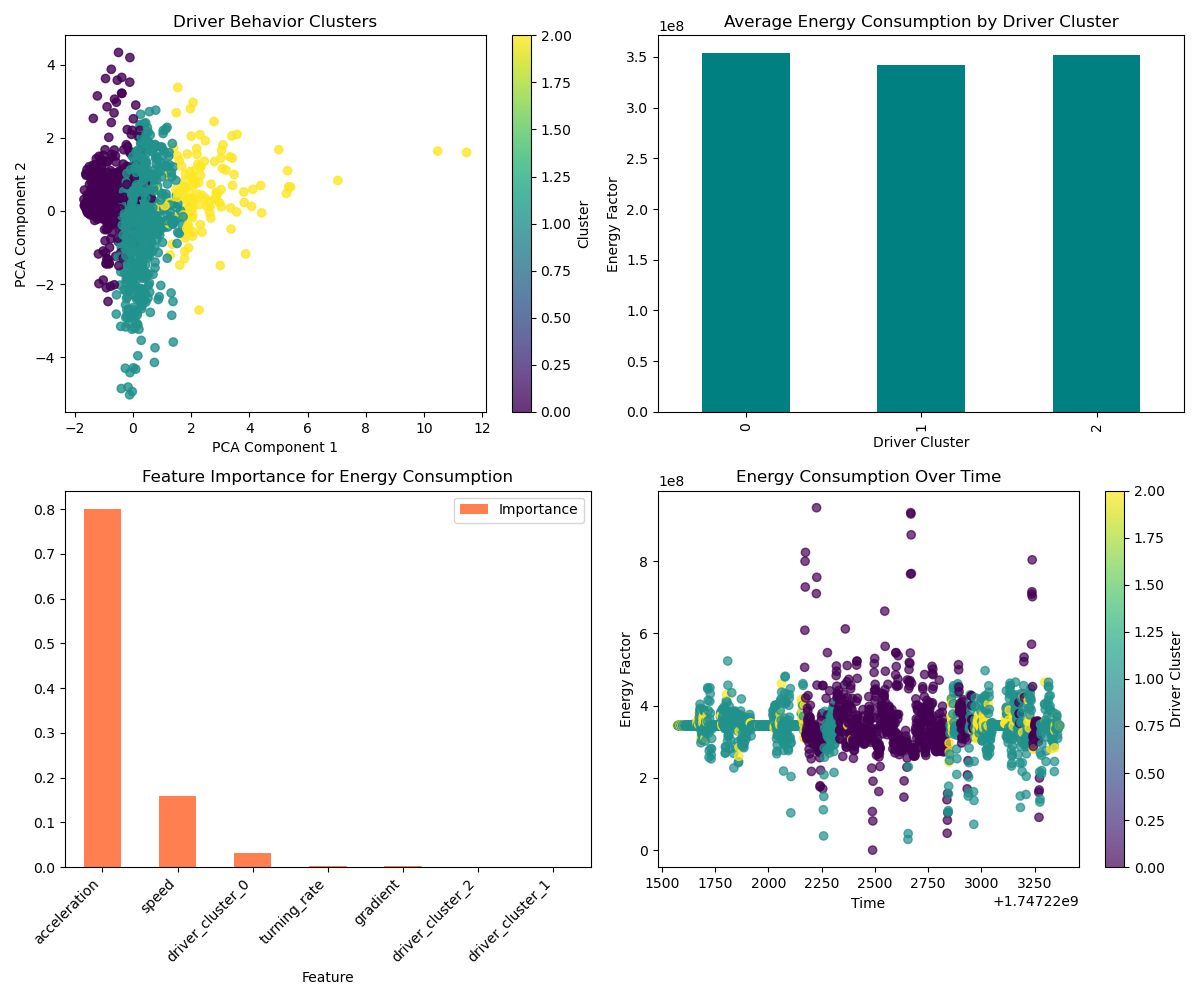 Driver Behavior Clusters
4
2
0
−2
−4
PCA Component 2
−2
0
2
4
6
8
10
12
PCA Component 1
2.00
1.75
1.50
1.25
1.00
0.75
0.50
0.25
0.00
Cluster
Average Energy Consumption by Driver Cluster
1e8
3.5
3.0
2.5
2.0
1.5
1.0
0.5
0.0
Energy Factor
0
1
2
Driver Cluster
Feature Importance for Energy Consumption
Importance
0.8
0.7
0.6
0.5
0.4
0.3
0.2
0.1
0.0
acceleration
speed
driver_cluster_0
turning_rate
gradient
driver_cluster_2
driver_cluster_1
Feature
Energy Consumption Over Time
1e8
8
6
4
2
0
Energy Factor
1500
1750
2000
2250
2500
2750
3000
3250
+1.74722e9
Time
2.00
1.75
1.50
1.25
1.00
0.75
0.50
0.25
0.00
Driver Cluster